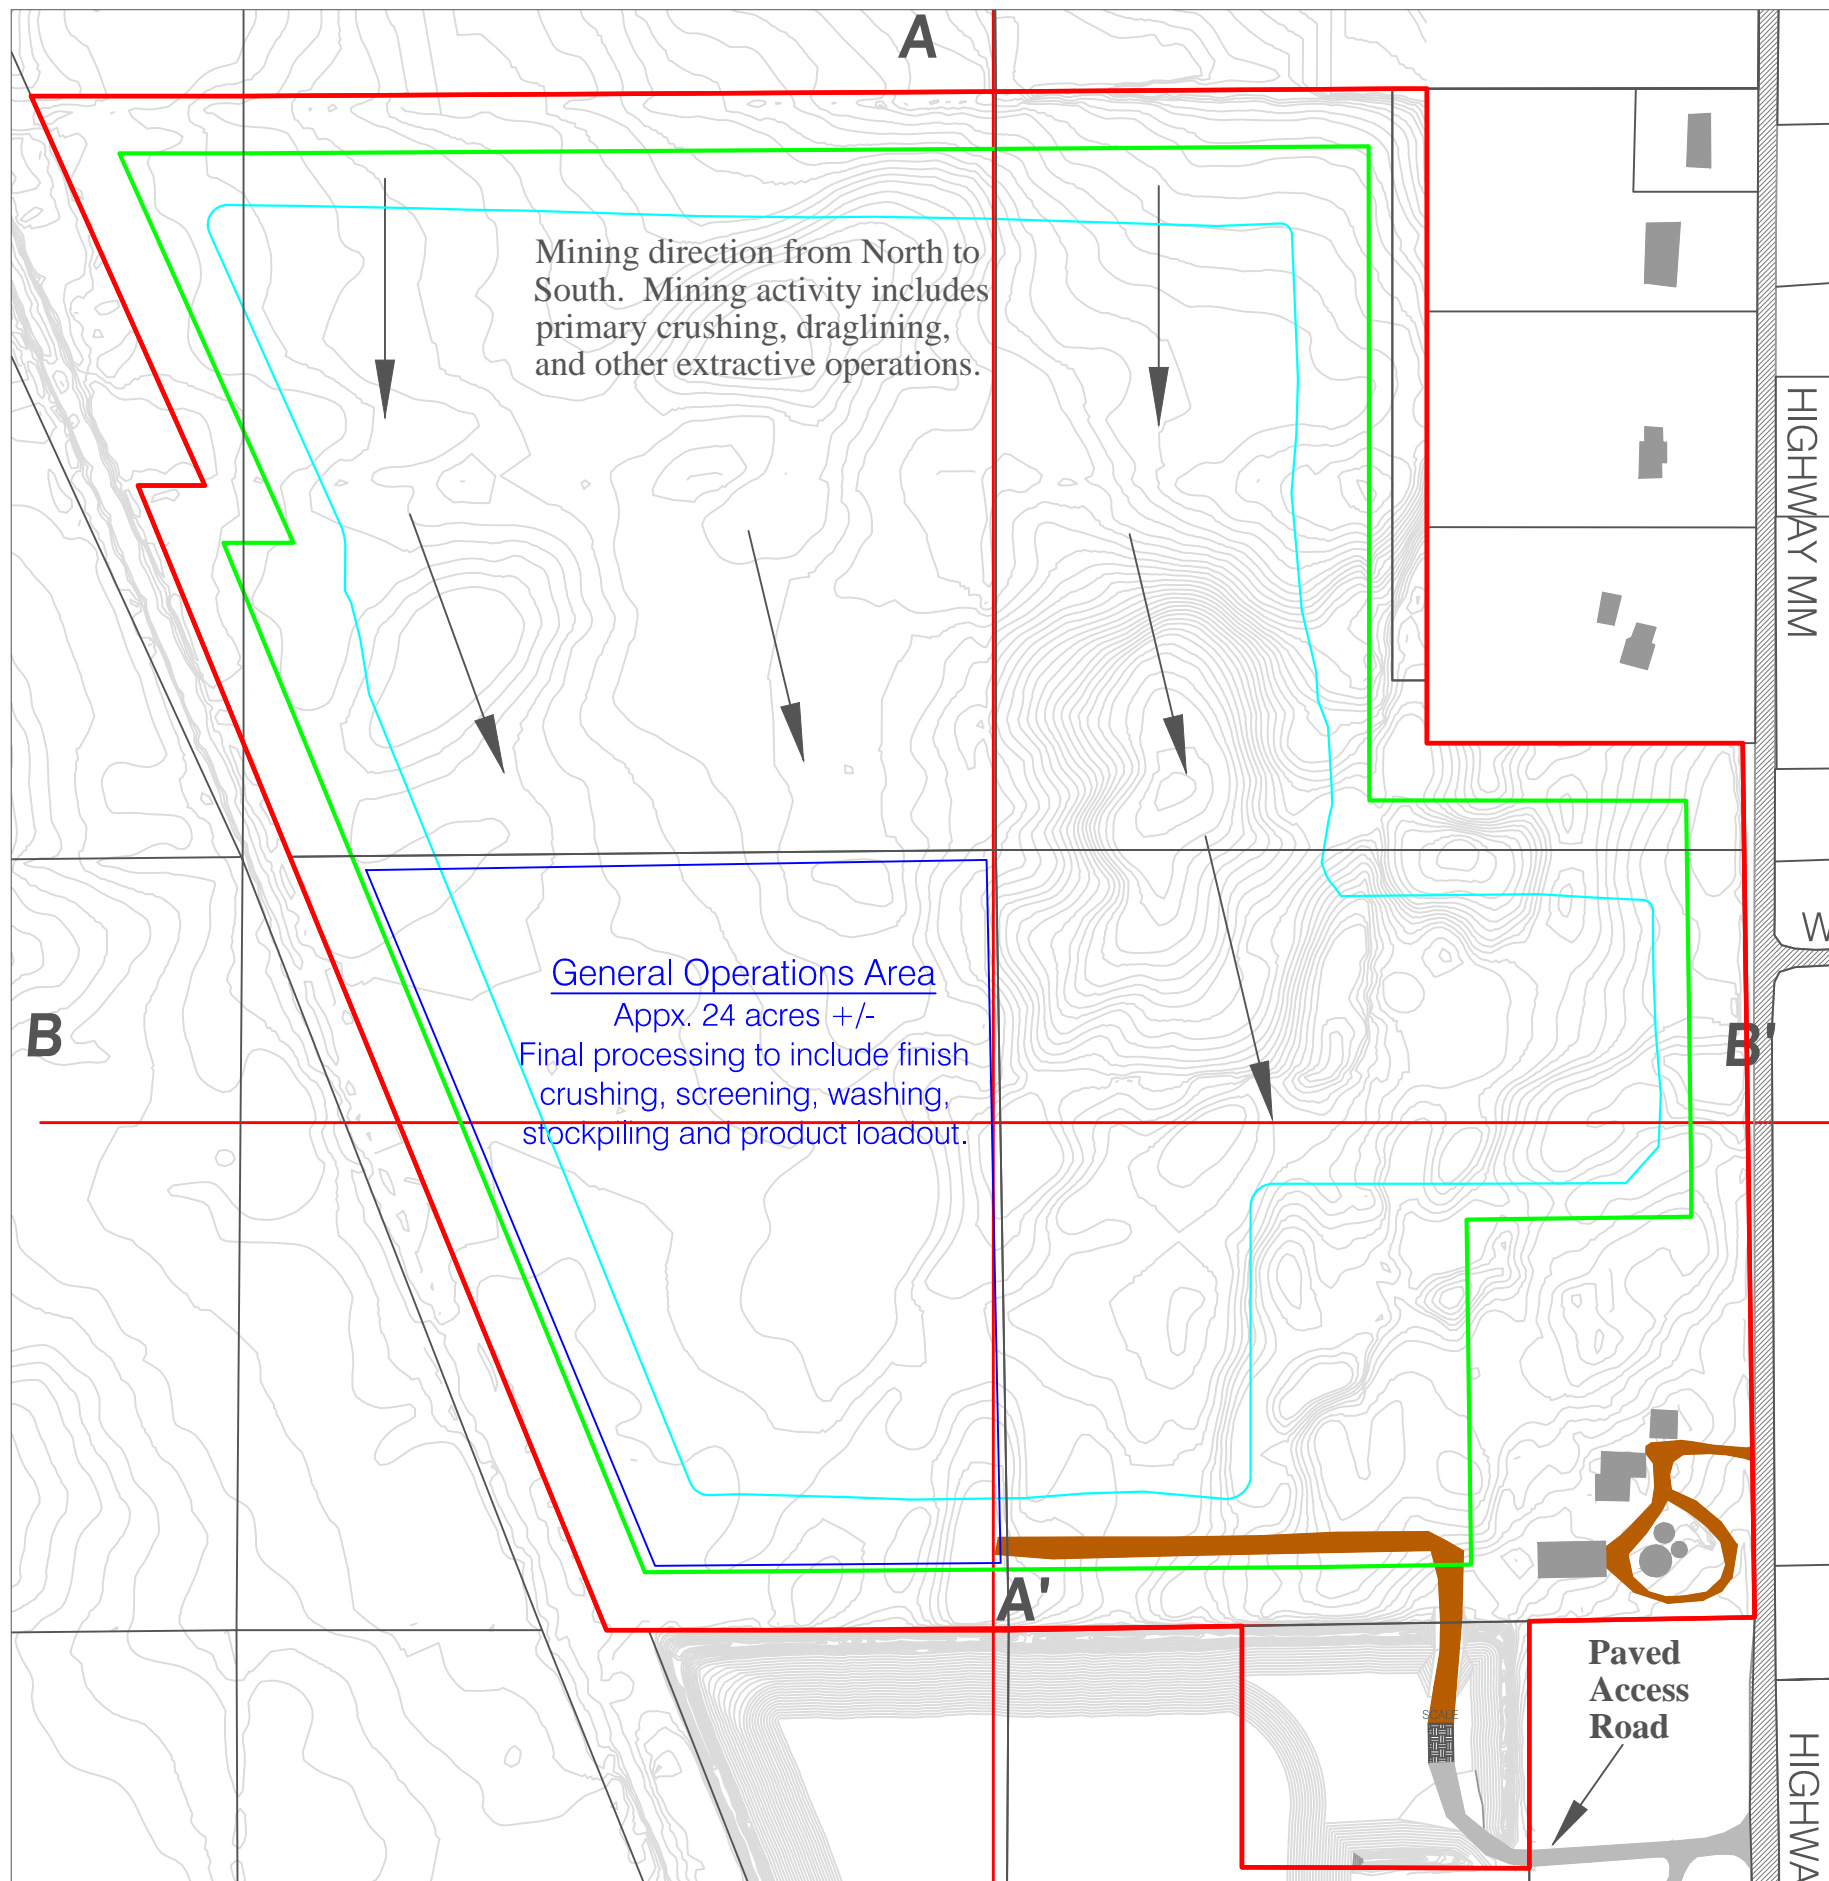 A
Mining direction from North to
South. Mining activity includes
primary crushing, draglining,
and other extractive operations.
HIGHWAY MM
W
General Operations Area
Appx. 24 acres +/-
Final processing to include finish
crushing, screening, washing,
stockpiling and product loadout.
B
B'
A'
Paved
Access
Road
SCALE
HIGHWA